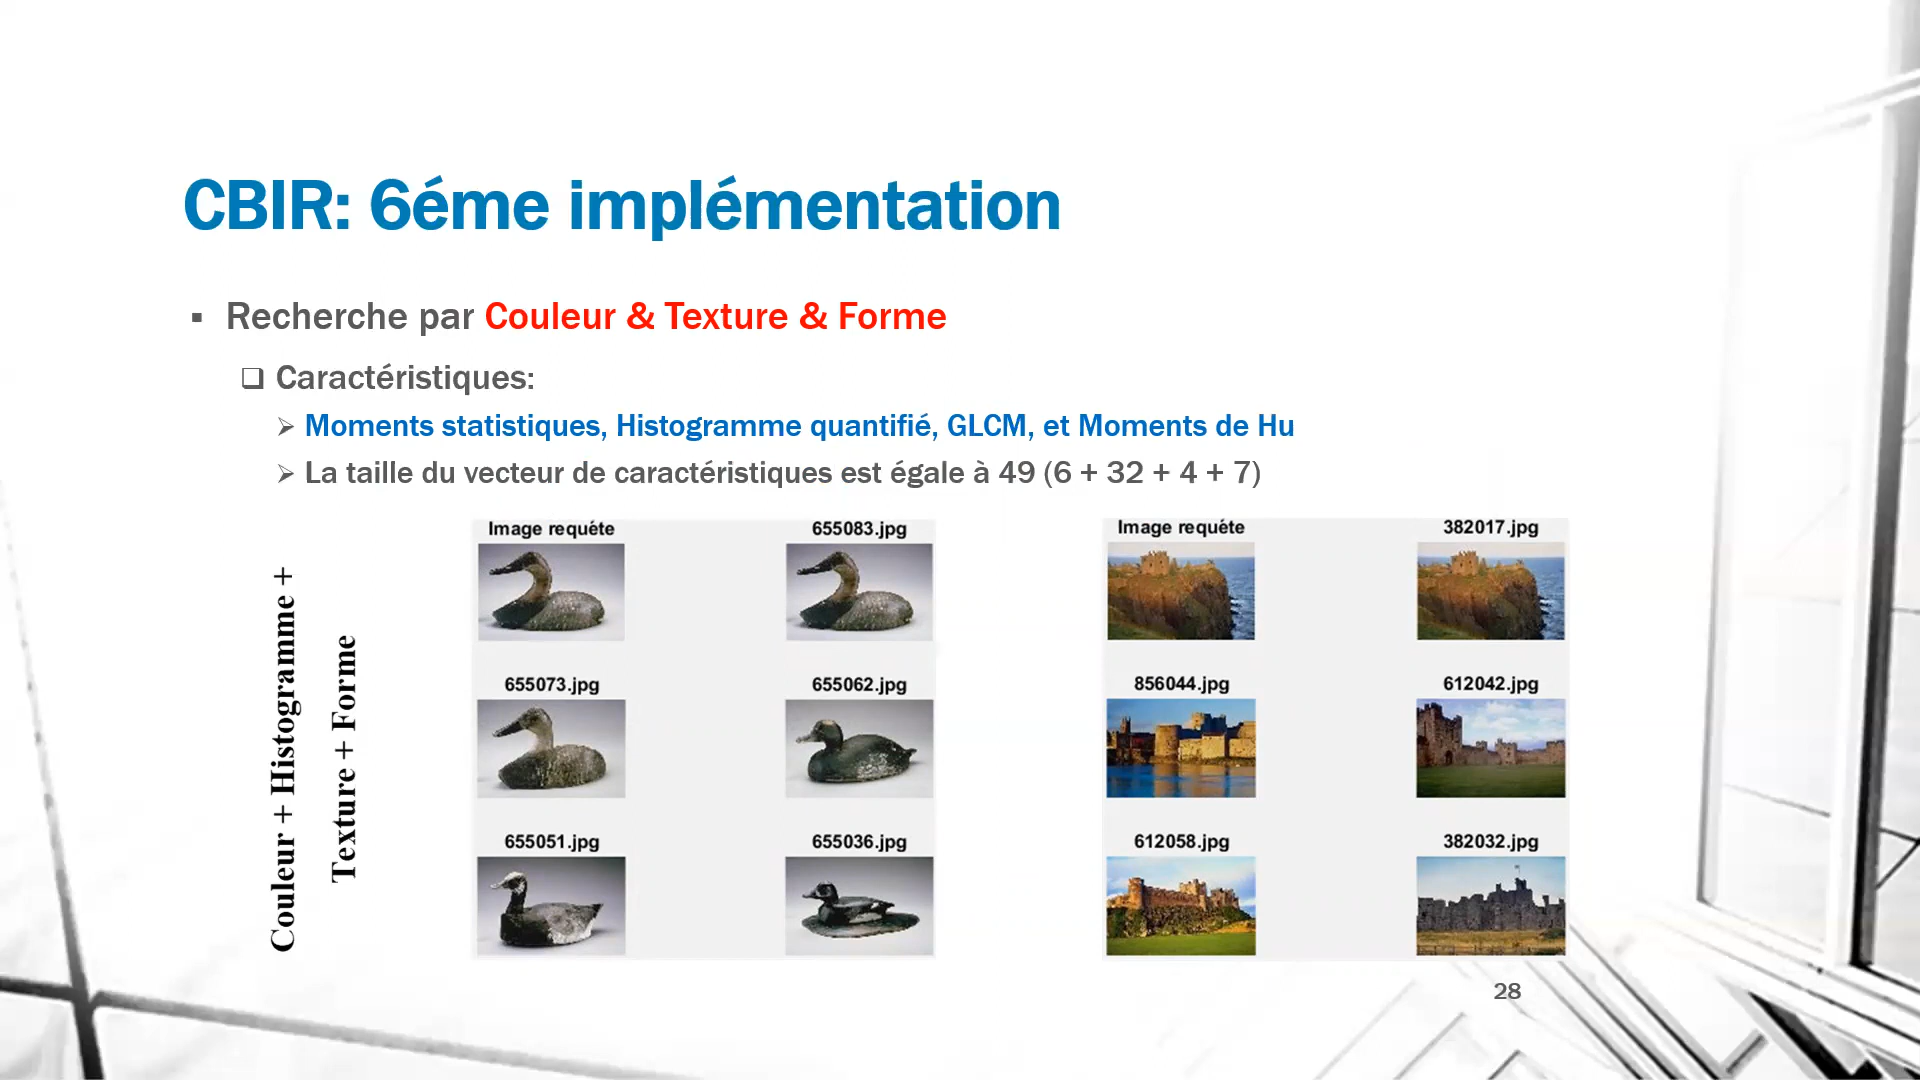 CBIR: 6éme implémentation
Recherche par Couleur & Texture & Forme
Caractéristiques:
Moments statistiques, Histogramme quantifié, GLCM, et Moments de Hu
La taille du vecteur de caractéristiques est égale à 49 (6 + 32 + 4 + 7)
Couleur + Histogramme +
Texture + Forme
Image requéte
655083.jpg
655073.jpg
655062.jpg
655051.jpg
655036.jpg
Image requéte
382017.jpg
856044.jpg
612042.jpg
612058.jpg
382032.jpg
28